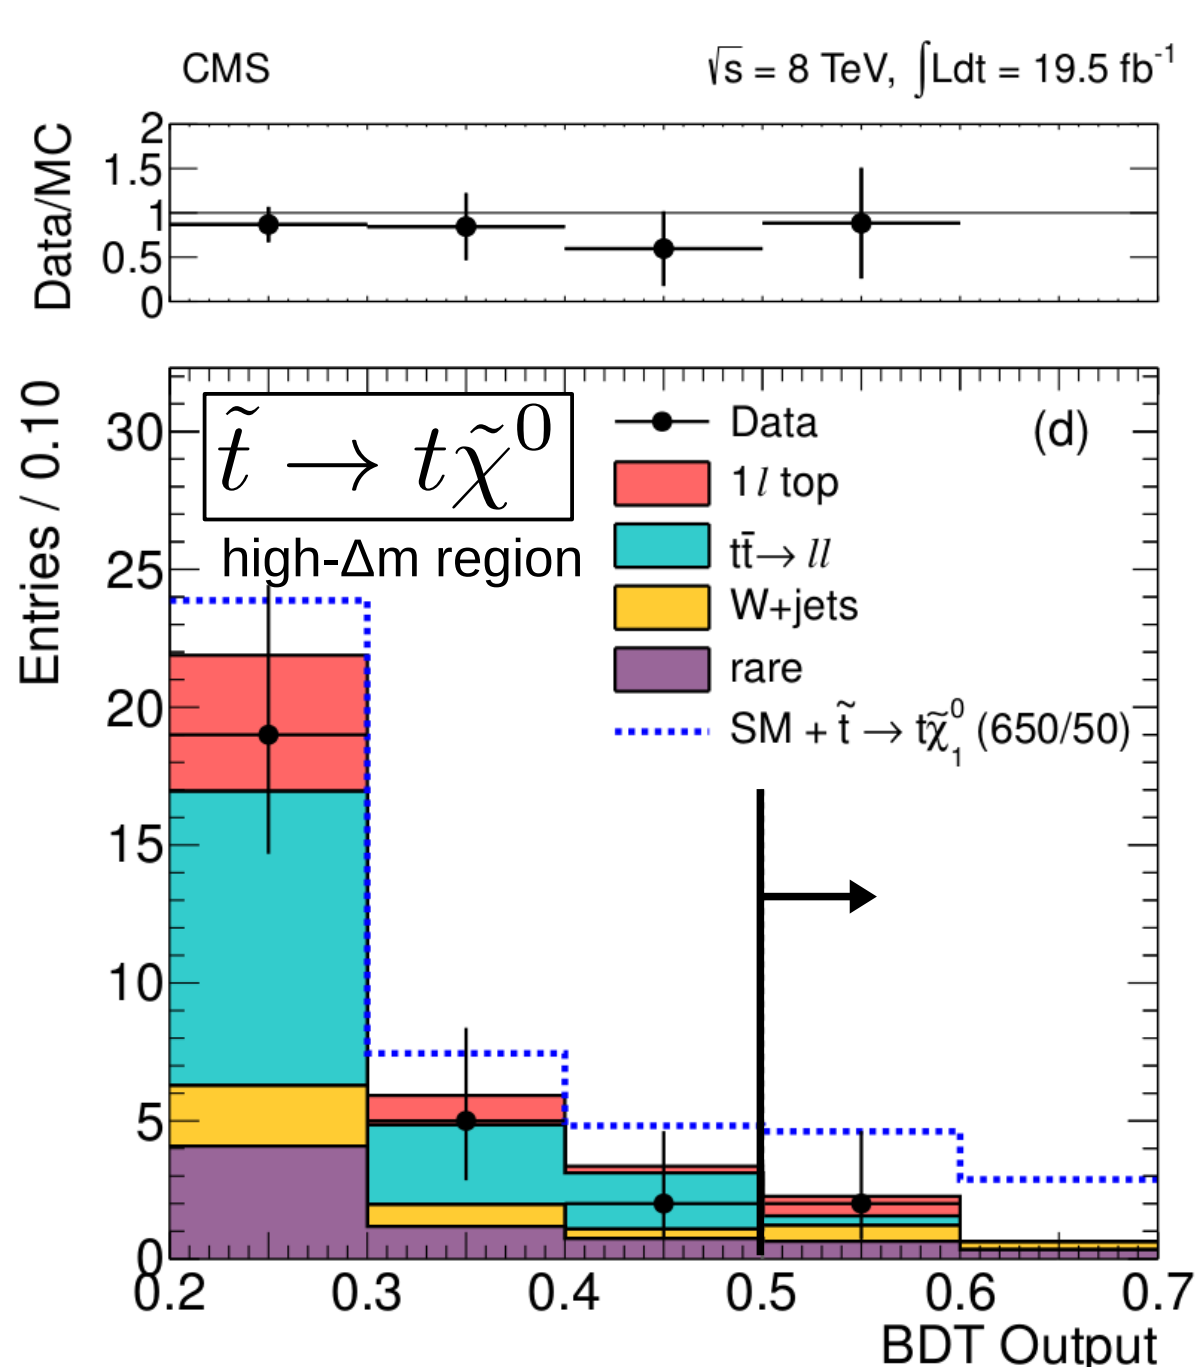 CMS
√s = 8 TeV, ∫Ldt = 19.5 fb⁻¹
Data/MC
2
1.5
1
0.5
0
Entries / 0.10
30
25
20
15
10
5
0
t̃ → tχ̃⁰
high-Δm region
(d)
Data
1l top
tt̄→ ll
W+jets
rare
SM + t̃ → tχ̃₁⁰ (650/50)
0.2 0.3 0.4 0.5 0.6 0.7
BDT Output